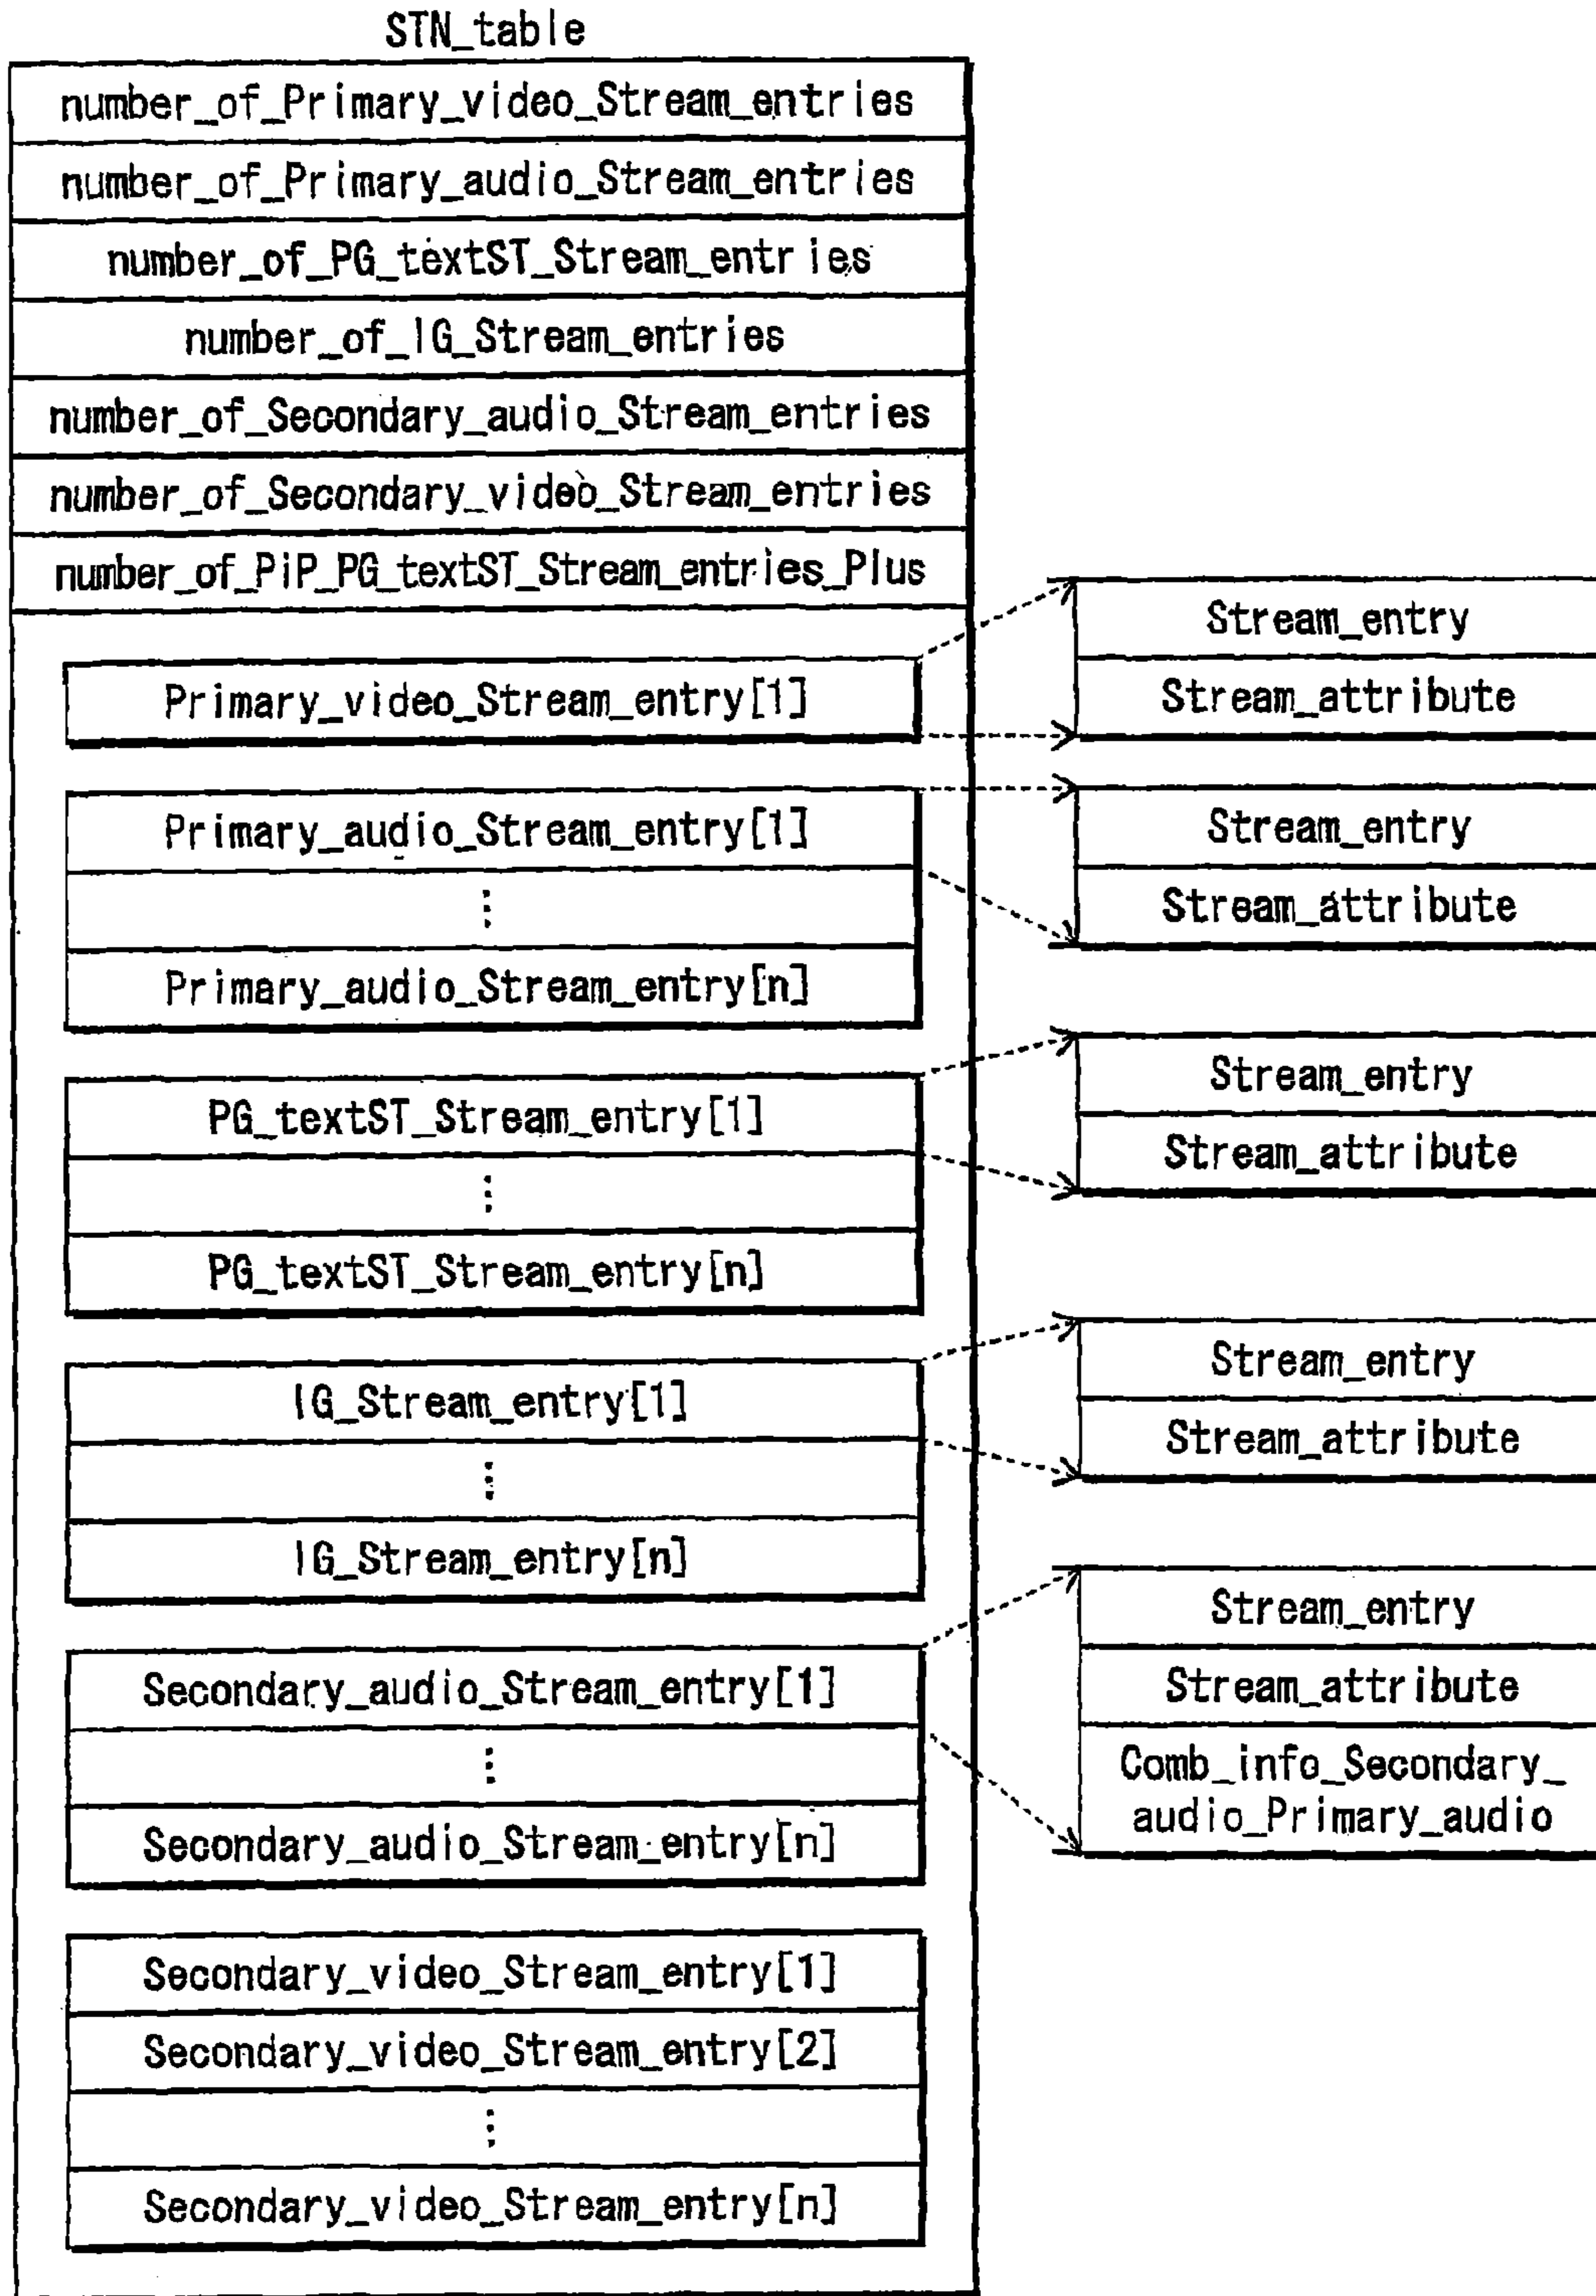 STN_table
number_of_Primary_video_Stream_entries
number_of_Primary_audio_Stream_entries
number_of_PG_textST_Stream_entries
number_of_IG_Stream_entries
number_of_Secondary_audio_Stream_entries
number_of_Secondary_video_Stream_entries
number_of_PiP_PG_textST_Stream_entries_Plus
Primary_video_Stream_entry[1]
Stream_entry
Stream_attribute
Primary_audio_Stream_entry[1]
⋮
Primary_audio_Stream_entry[n]
Stream_entry
Stream_attribute
PG_textST_Stream_entry[1]
⋮
PG_textST_Stream_entry[n]
Stream_entry
Stream_attribute
IG_Stream_entry[1]
⋮
IG_Stream_entry[n]
Stream_entry
Stream_attribute
Secondary_audio_Stream_entry[1]
⋮
Secondary_audio_Stream_entry[n]
Stream_entry
Stream_attribute
Comb_info_Secondary_
audio_Primary_audio
Secondary_video_Stream_entry[1]
Secondary_video_Stream_entry[2]
⋮
Secondary_video_Stream_entry[n]